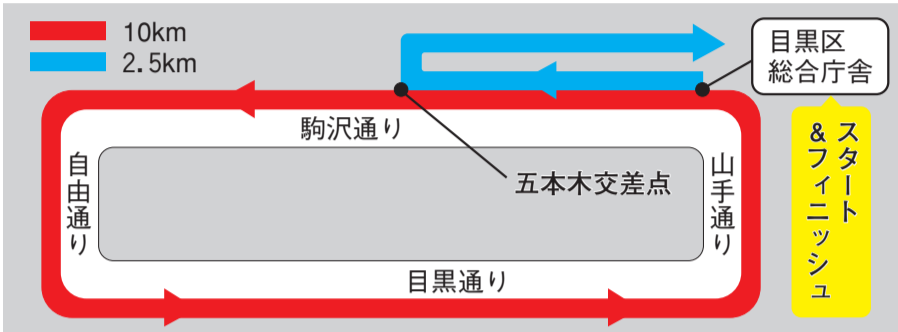 10km
2.5km
目黒区
総合庁舎
スタート
&フィニッシュ
駒沢通り
五本木交差点
自由通り
山手通り
目黒通り